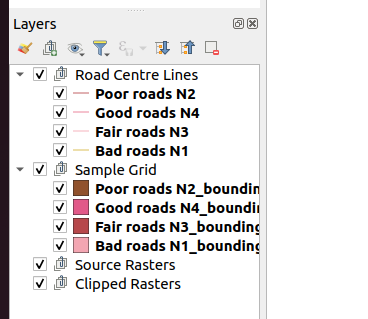 Layers
Road Centre Lines
Poor roads N2
Good roads N4
Fair roads N3
Bad roads N1
Sample Grid
Poor roads N2_boundin
Good roads N4_boundin
Fair roads N3_bounding
Bad roads N1_bounding
Source Rasters
Clipped Rasters